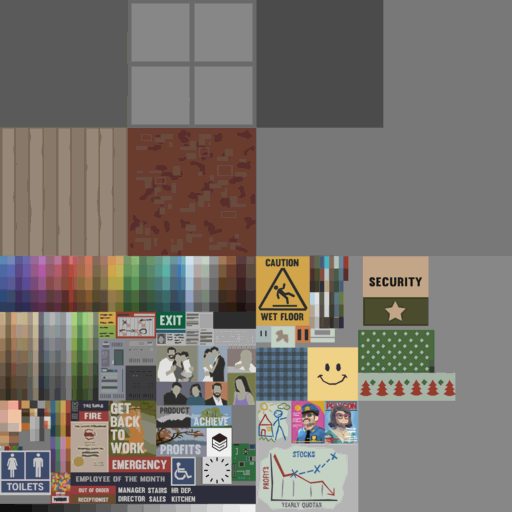 CAUTION
WET FLOOR
SECURITY
EXIT
FIRE
GET
BACK
TO
WORK
PRODUCT
ACHIEVE
PROFITS
EMERGENCY
EMPLOYEE OF THE MONTH
TOILETS
OUT OF ORDER
RECEPTIONIST
MANAGER STAIRS HR DEP.
DIRECTOR SALES KITCHEN
STOCKS
PROFITS
YEARLY QUOTAS